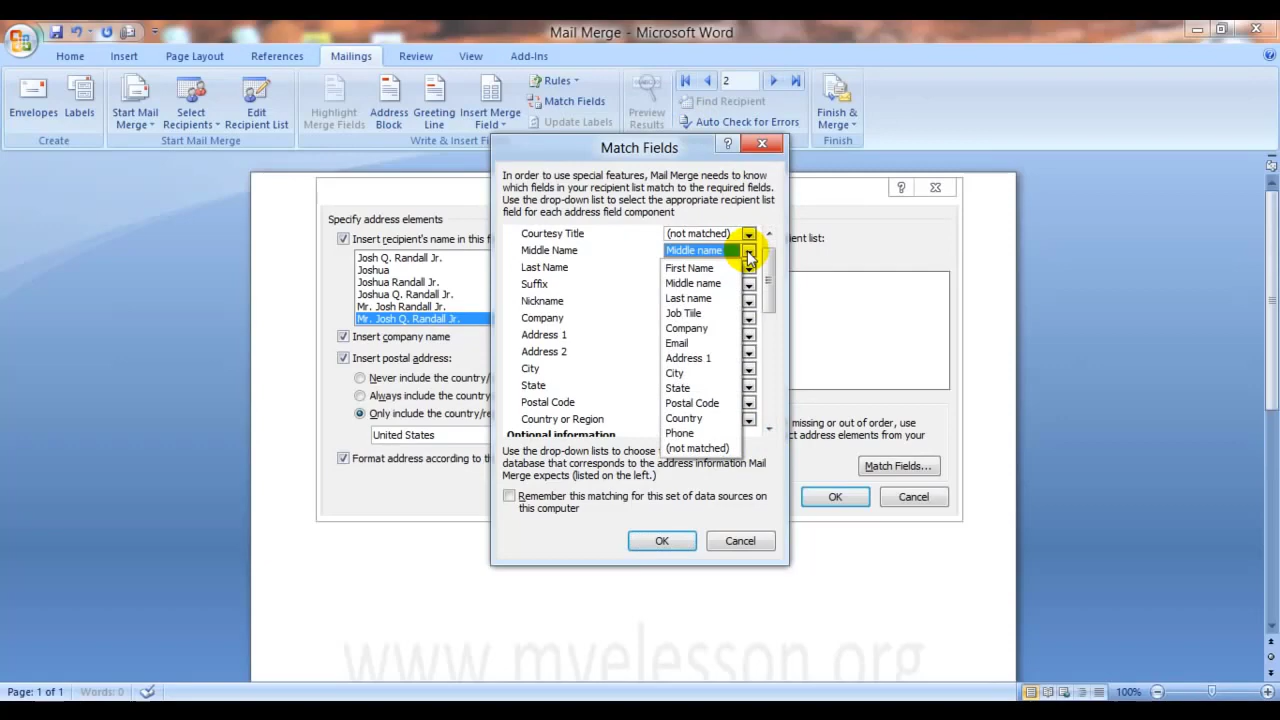 Mail Merge - Microsoft Word
Home Insert Page Layout References Mailings Review View Add-Ins
Envelopes Labels
Create
Start Mail Merge
Select Recipients
Edit Recipient List
Start Mail Merge
Highlight Merge Fields
Address Block
Greeting Line
Insert Merge Field
Rules
Match Fields
Update Labels
Write & Insert Fi
Preview Results
2
Find Recipient
Auto Check for Errors
Finish & Merge
Finish
Match Fields
In order to use special features, Mail Merge needs to know
which fields in your recipient list match to the required fields.
Use the drop-down list to select the appropriate recipient list
field for each address field component
Courtesy Title (not matched)
Middle Name Middle name
Last Name
Suffix
Nickname
Company
Address 1
Address 2
City
State
Postal Code
Country or Region
Optional information
First Name
Middle name
Last name
Job Tile
Company
Email
Address 1
City
State
Postal Code
Country
Phone
(not matched)
Use the drop-down lists to choose
database that corresponds to the address information Mail
Merge expects (listed on the left.)
Remember this matching for this set of data sources on
this computer
OK Cancel
Specify address elements
Insert recipient's name in this f
Josh Q. Randall Jr.
Joshua
Joshua Randall Jr.
Joshua Q. Randall Jr.
Mr. Josh Randall Jr.
Mr. Josh Q. Randall Jr.
Insert company name
Insert postal address:
Never include the country/
Always include the country/
Only include the country/re
United States
Format address according to th
ient list:
missing or out of order, use
ct address elements from your
Match Fields...
OK Cancel
www.myelesson.org
Page: 1 of 1 Words: 0 100%